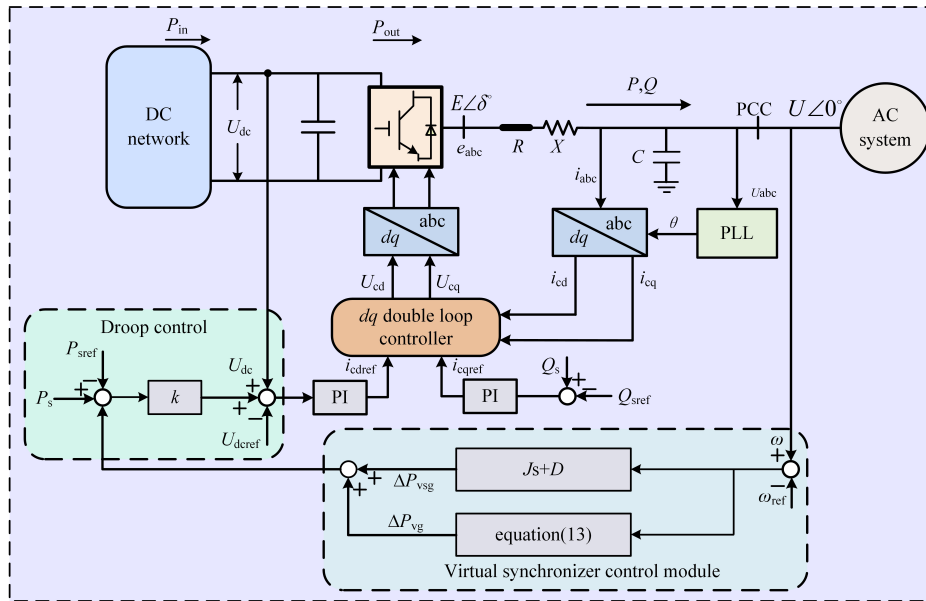 P_in
P_out
DC network
U_dc
E∠δ°
e_abc
R
X
P,Q
PCC
U∠0°
AC system
C
i_abc
U_abc
abc
dq
abc
dq
θ
PLL
U_cd
U_cq
i_cd
i_cq
dq double loop controller
Droop control
P_sref
−
+
P_s
k
U_dc
+
+
−
U_dcref
PI
i_cdref
i_cqref
PI
Q_s
+
−
Q_sref
ω
+
−
ω_ref
Js+D
ΔP_vsg
+
+
ΔP_vg
equation(13)
Virtual synchronizer control module